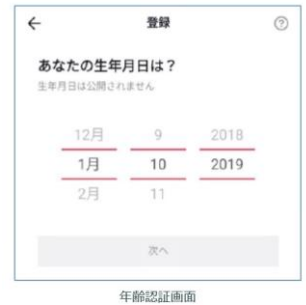 登録
あなたの生年月日は？
生年月日は公開されません
12月 9 2018
1月 10 2019
2月 11
次へ
年齢認証画面